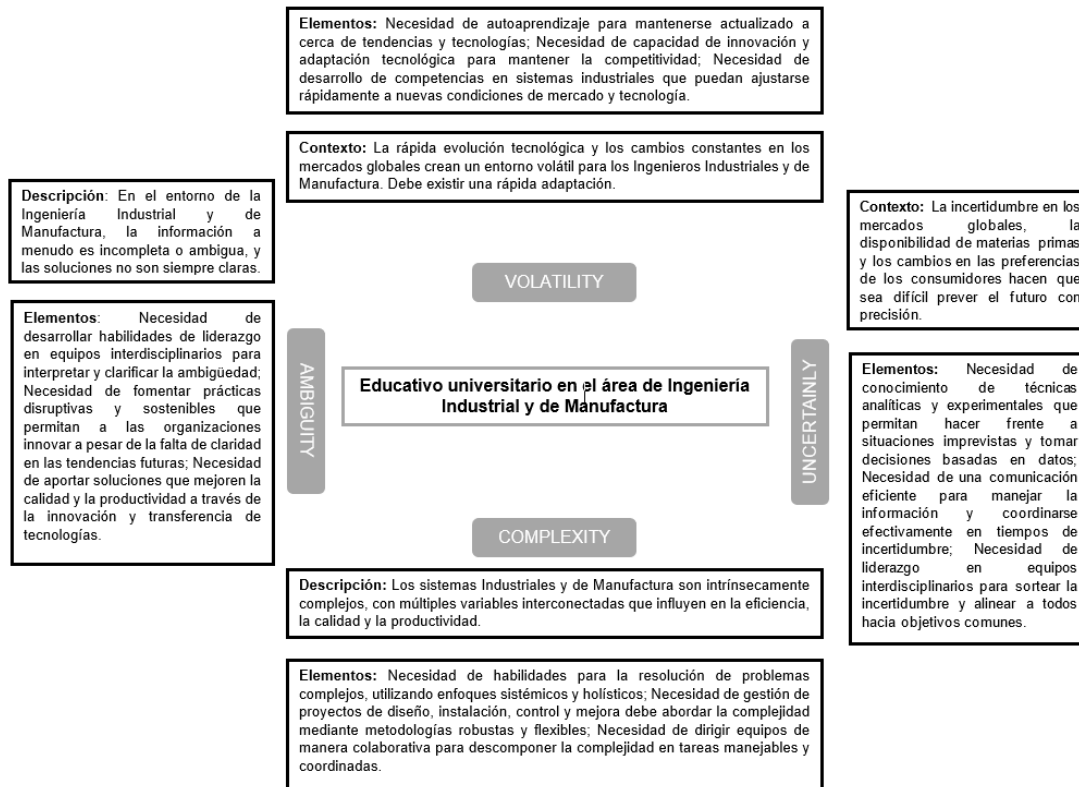 Elementos: Necesidad de autoaprendizaje para mantenerse actualizado a
cerca de tendencias y tecnologías; Necesidad de capacidad de innovación y
adaptación tecnológica para mantener la competitividad; Necesidad de
desarrollo de competencias en sistemas industriales que puedan ajustarse
rápidamente a nuevas condiciones de mercado y tecnología.
Contexto: La rápida evolución tecnológica y los cambios constantes en los
mercados globales crean un entorno volátil para los Ingenieros Industriales y de
Manufactura. Debe existir una rápida adaptación.
Descripción: En el entorno de la
Ingeniería Industrial y de
Manufactura, la información a
menudo es incompleta o ambigua, y
las soluciones no son siempre claras.
Elementos: Necesidad de
desarrollar habilidades de liderazgo
en equipos interdisciplinarios para
interpretar y clarificar la ambigüedad;
Necesidad de fomentar prácticas
disruptivas y sostenibles que
permitan a las organizaciones
innovar a pesar de la falta de claridad
en las tendencias futuras; Necesidad
de aportar soluciones que mejoren la
calidad y la productividad a través de
la innovación y transferencia de
tecnologías.
VOLATILITY
AMBIGUITY
Educativo universitario en el área de Ingeniería
Industrial y de Manufactura
UNCERTAINLY
COMPLEXITY
Contexto: La incertidumbre en los
mercados globales, la
disponibilidad de materias primas
y los cambios en las preferencias
de los consumidores hacen que
sea difícil prever el futuro con
precisión.
Elementos: Necesidad de
conocimiento de técnicas
analíticas y experimentales que
permitan hacer frente a
situaciones imprevistas y tomar
decisiones basadas en datos;
Necesidad de una comunicación
eficiente para manejar la
información y coordinarse
efectivamente en tiempos de
incertidumbre; Necesidad de
liderazgo en equipos
interdisciplinarios para sortear la
incertidumbre y alinear a todos
hacia objetivos comunes.
Descripción: Los sistemas Industriales y de Manufactura son intrínsecamente
complejos, con múltiples variables interconectadas que influyen en la eficiencia,
la calidad y la productividad.
Elementos: Necesidad de habilidades para la resolución de problemas
complejos, utilizando enfoques sistémicos y holísticos; Necesidad de gestión de
proyectos de diseño, instalación, control y mejora debe abordar la complejidad
mediante metodologías robustas y flexibles; Necesidad de dirigir equipos de
manera colaborativa para descomponer la complejidad en tareas manejables y
coordinadas.